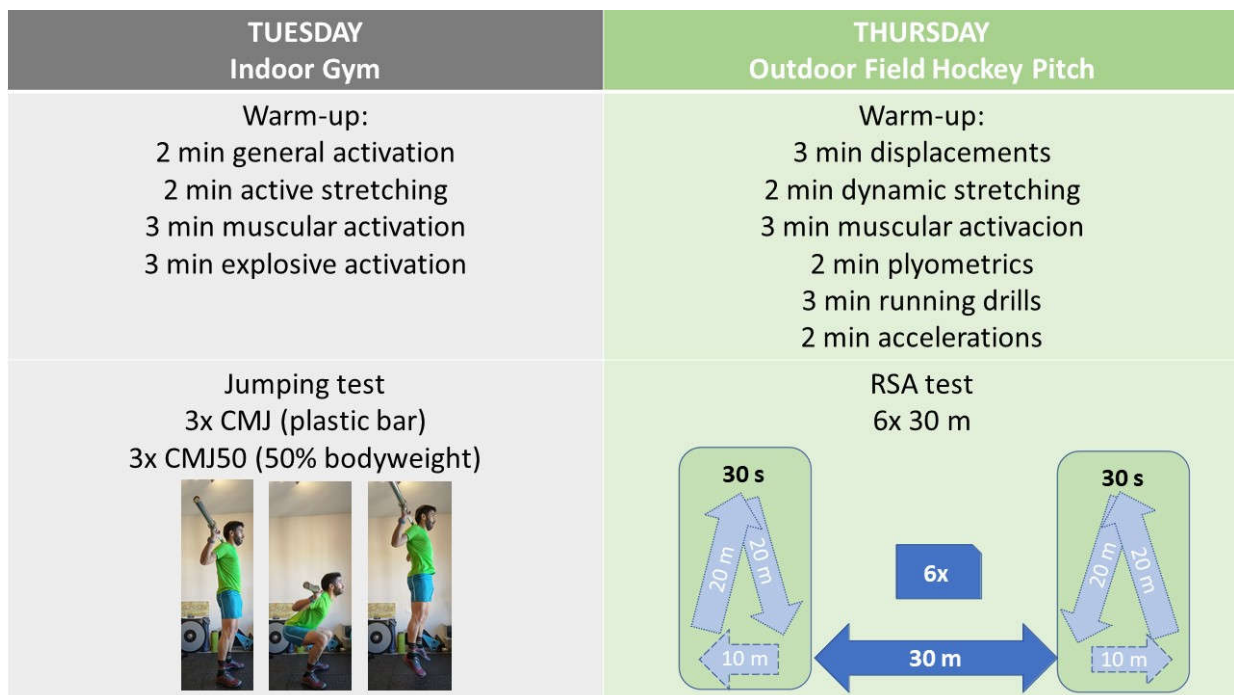 TUESDAY
Indoor Gym
THURSDAY
Outdoor Field Hockey Pitch
Warm-up:
2 min general activation
2 min active stretching
3 min muscular activation
3 min explosive activation
Warm-up:
3 min displacements
2 min dynamic stretching
3 min muscular activacion
2 min plyometrics
3 min running drills
2 min accelerations
Jumping test
3x CMJ (plastic bar)
3x CMJ50 (50% bodyweight)
RSA test
6x 30 m
30 s
20 m
20 m
10 m
6x
30 m
30 s
20 m
20 m
10 m